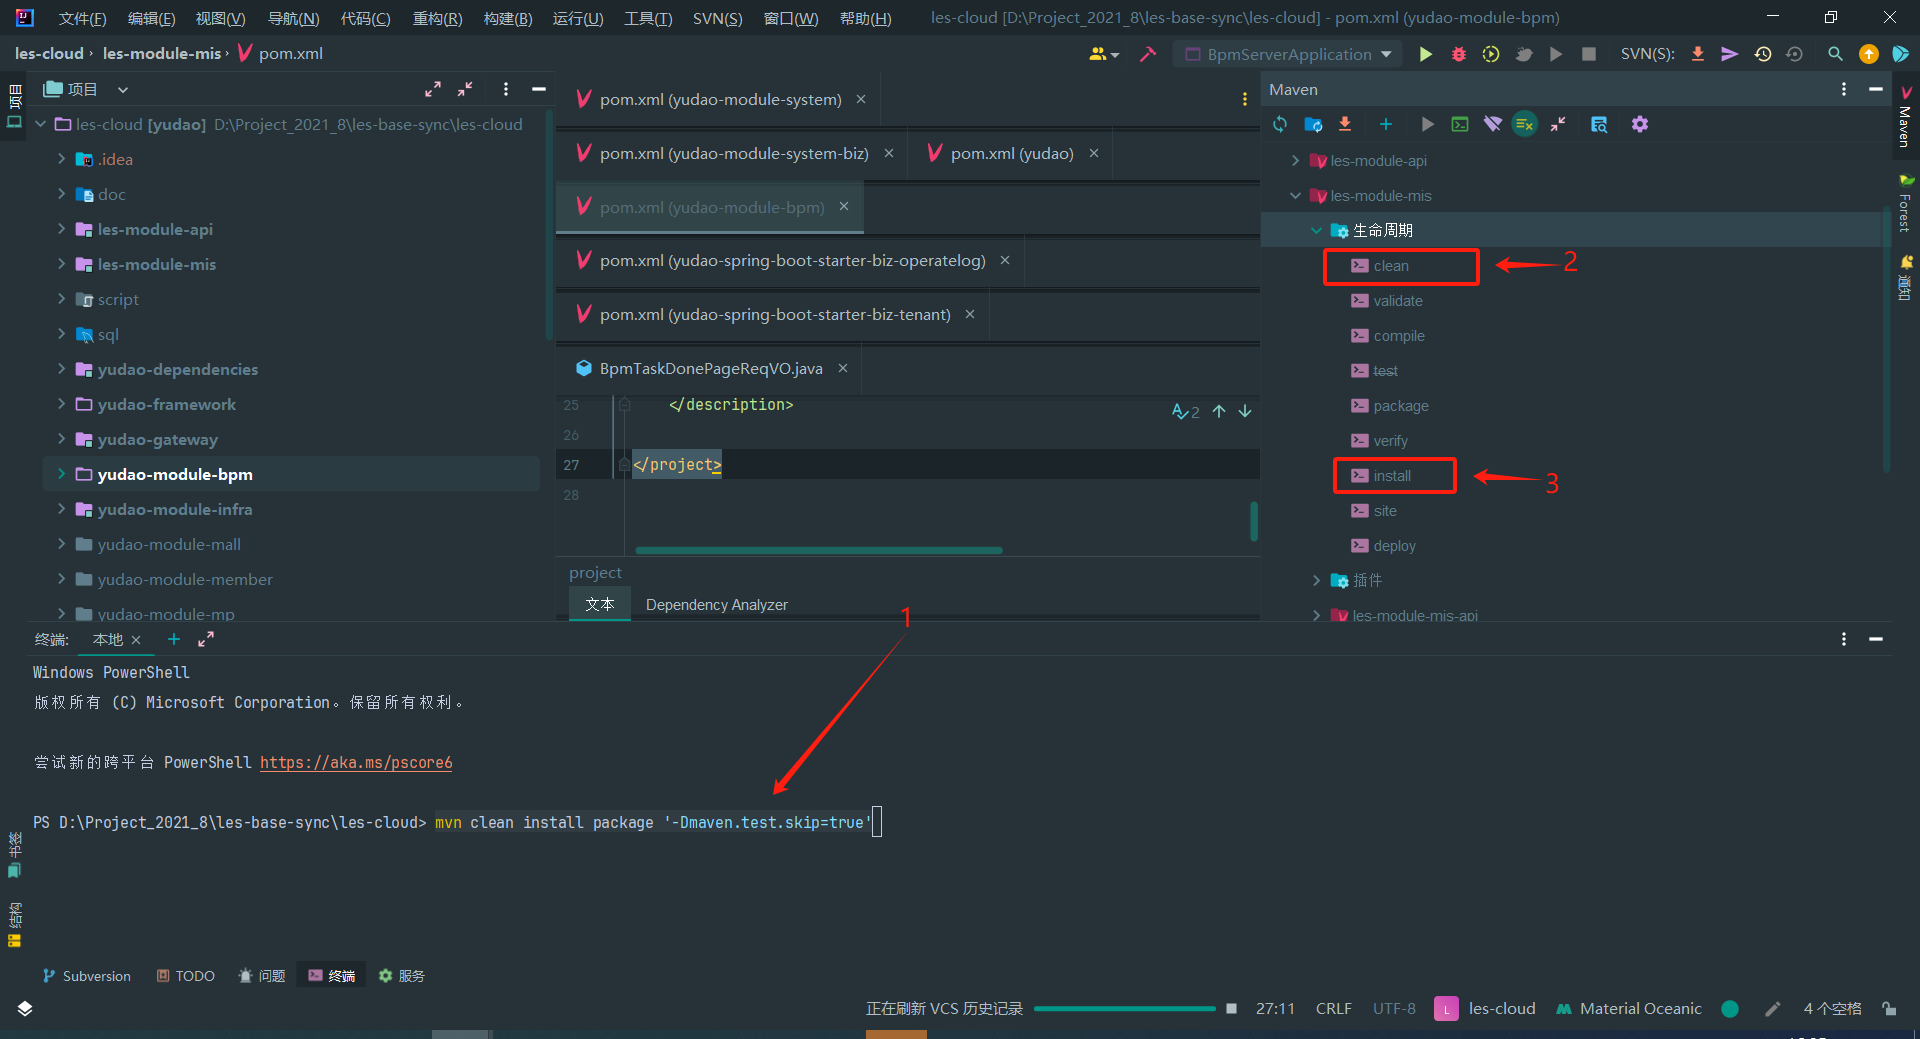 文件(F) 编辑(E) 视图(V) 导航(N) 代码(C) 重构(R) 构建(B) 运行(U) 工具(T) SVN(S) 窗口(W) 帮助(H) les-cloud [D:\Project_2021_8\les-base-sync\les-cloud] - pom.xml (yudao-module-bpm)
les-cloud › les-module-mis › pom.xml
BpmServerApplication
SVN(S):
项目
项目
les-cloud [yudao] D:\Project_2021_8\les-base-sync\les-cloud
.idea
doc
les-module-api
les-module-mis
script
sql
yudao-dependencies
yudao-framework
yudao-gateway
yudao-module-bpm
yudao-module-infra
yudao-module-mall
yudao-module-member
yudao-module-mp
pom.xml (yudao-module-system)
pom.xml (yudao-module-system-biz)
pom.xml (yudao)
pom.xml (yudao-module-bpm)
pom.xml (yudao-spring-boot-starter-biz-operatelog)
pom.xml (yudao-spring-boot-starter-biz-tenant)
BpmTaskDonePageReqVO.java
25 </description>
2
26
27 </project>
28
project
文本 Dependency Analyzer
1
Maven
les-module-api
les-module-mis
生命周期
clean
2
validate
compile
test
package
verify
install
3
site
deploy
插件
les-module-mis-api
Maven
Forest
通知
终端: 本地
Windows PowerShell
版权所有 (C) Microsoft Corporation。保留所有权利。
尝试新的跨平台 PowerShell https://aka.ms/pscore6
PS D:\Project_2021_8\les-base-sync\les-cloud> mvn clean install package '-Dmaven.test.skip=true'
书签
结构
Subversion TODO 问题 终端 服务
正在刷新 VCS 历史记录 27:11 CRLF UTF-8 L les-cloud Material Oceanic 4 个空格